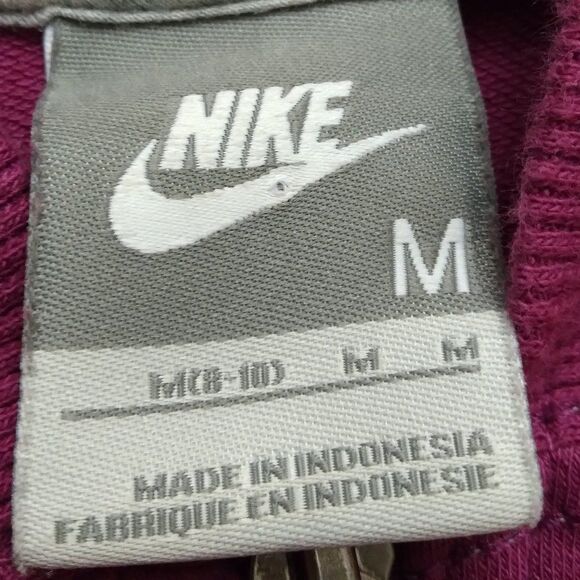 NIKE
M
M(8-10) M M
MADE IN INDONESIA
FABRIQUE EN INDONESIE